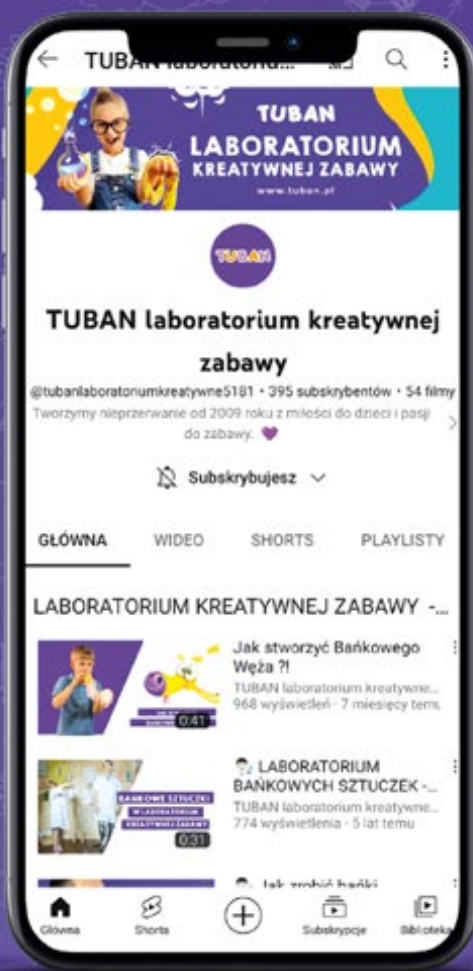 TUBAN laboratoriu...
TUBAN
LABORATORIUM
KREATYWNEJ ZABAWY
www.tuban.pl
TUBAN
TUBAN laboratorium kreatywnej
zabawy
@tubanlaboratoriumkreatywne5181 • 395 subskrybentów • 54 filmy
Tworzymy nieprzerwanie od 2009 roku z miłości do dzieci i pasji
do zabawy. 💜
Subskrybujesz
GŁÓWNA WIDEO SHORTS PLAYLISTY
LABORATORIUM KREATYWNEJ ZABAWY -...
Jak stworzyć Bańkowego
Węża ?!
TUBAN laboratorium kreatywne...
968 wyświetleń · 7 miesięcy temu
0:41
LABORATORIUM
BAŃKOWYCH SZTUCZEK -...
TUBAN laboratorium kreatywne...
774 wyświetlenia · 5 lat temu
BAŃKOWE SZTUCZKI
W LABORATORIUM
KREATYWNEJ ZABAWY
0:31
Jak zrobić bańki
Główna Shorts Subskrypcje Biblioteka